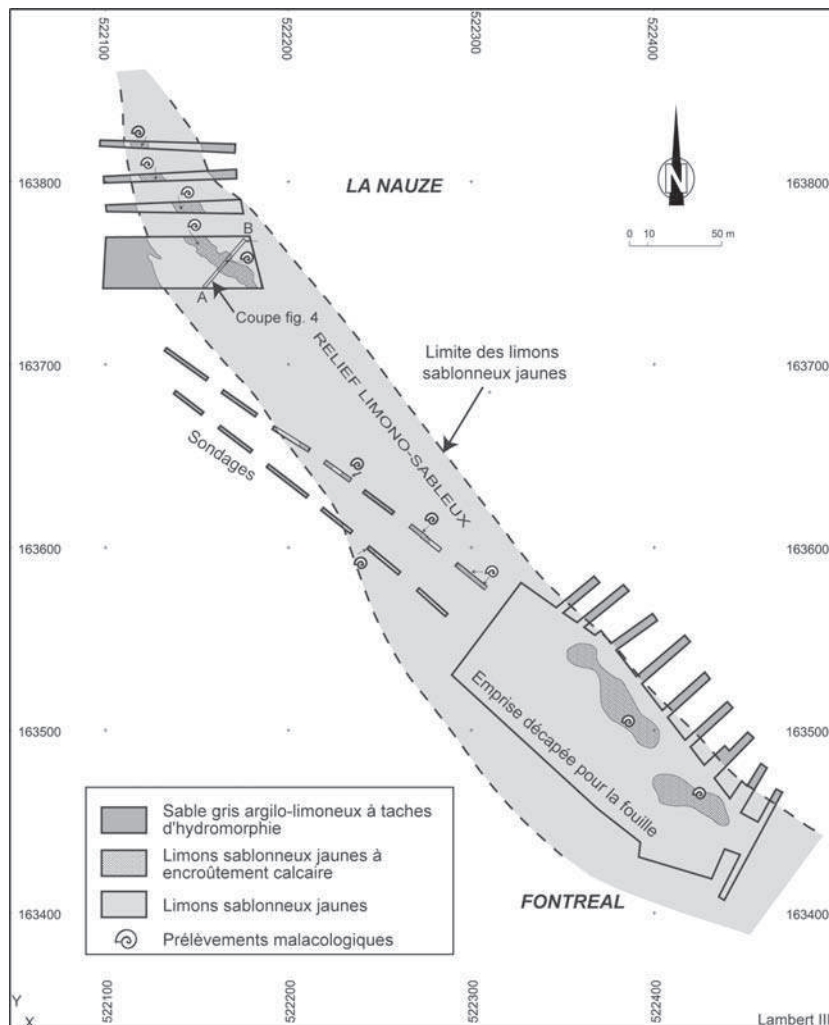 522100
522200
522300
522400
163800
LA NAUZE
163800
N
0 10 50 m
B
A
Coupe fig. 4
163700
Limite des limons
sablonneux jaunes
163700
RELIEF LIMONO-SABLEUX
Sondages
163600
163600
163500
Emprise décapée pour la fouille
163500
Sable gris argilo-limoneux à taches
d'hydromorphie
Limons sablonneux jaunes à
encroûtement calcaire
Limons sablonneux jaunes
Prélèvements malacologiques
FONTREAL
163400
163400
522100
522200
522300
522400
Y
X
Lambert III